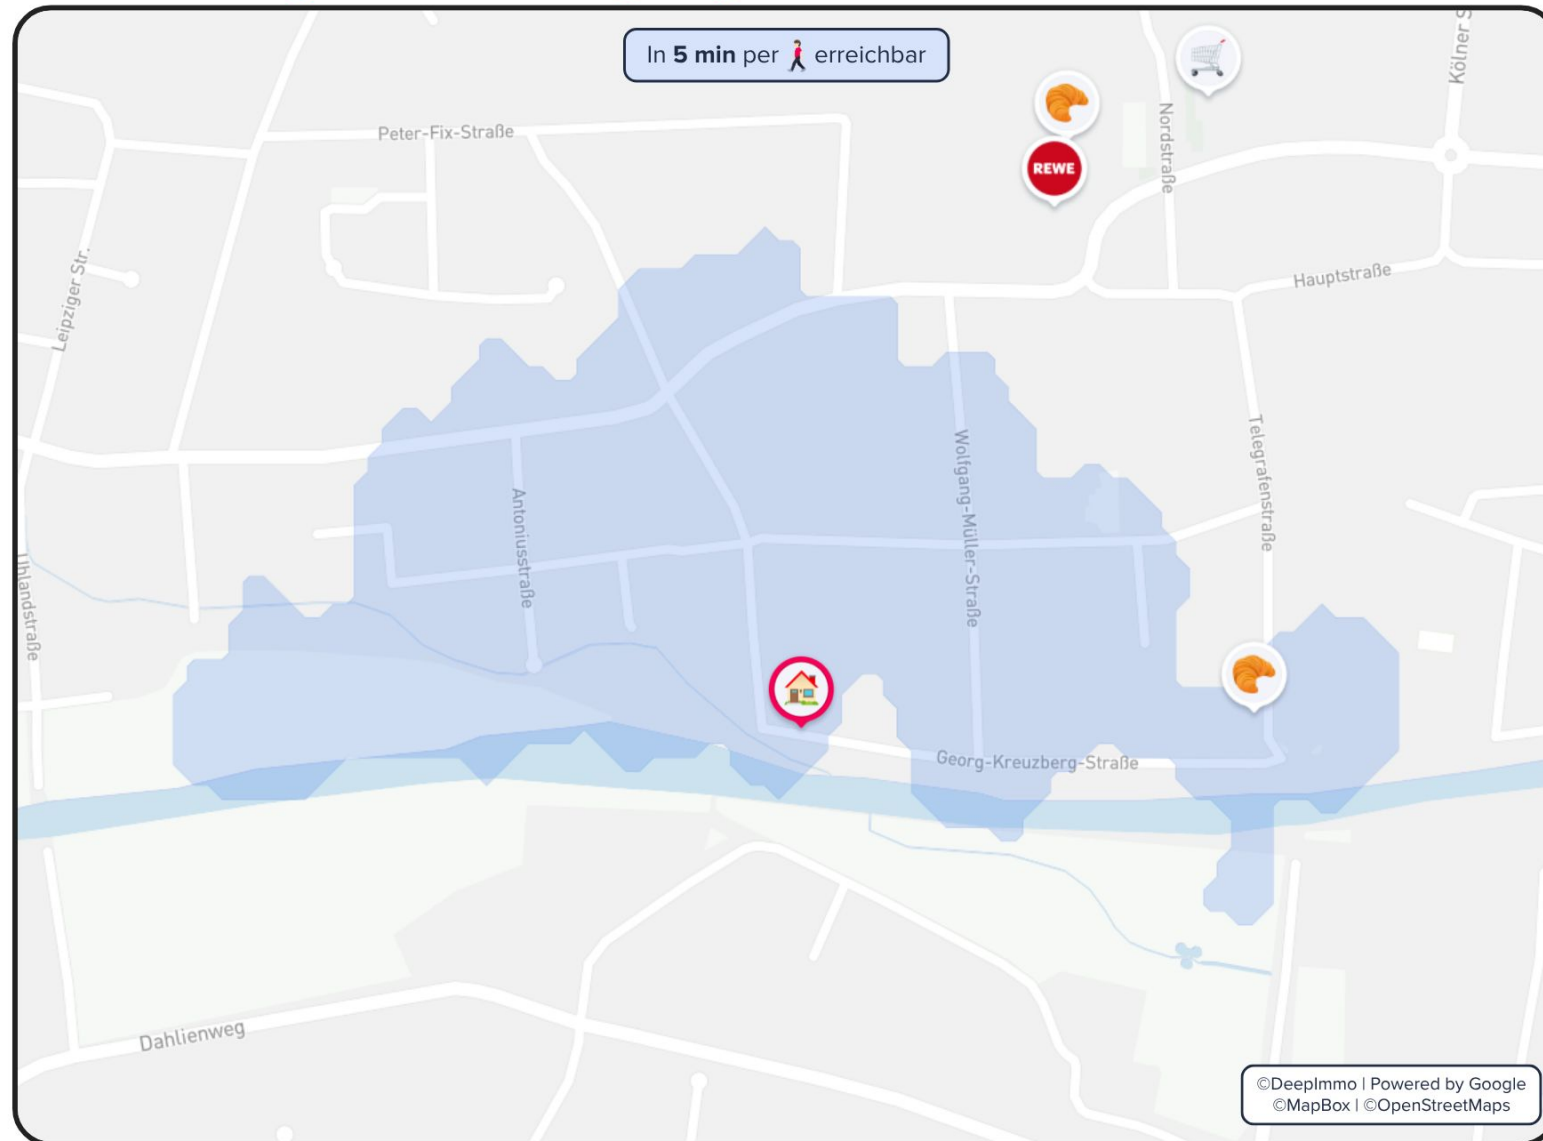 In 5 min per erreichbar
Kölner S
Peter-Fix-Straße
Nordstraße
REWE
Leipziger Str.
Hauptstraße
Telegrafenstraße
Wolfgang-Müller-Straße
Antoniusstraße
Uhlandstraße
Georg-Kreuzberg-Straße
Dahlienweg
©DeepImmo | Powered by Google
©MapBox | ©OpenStreetMaps